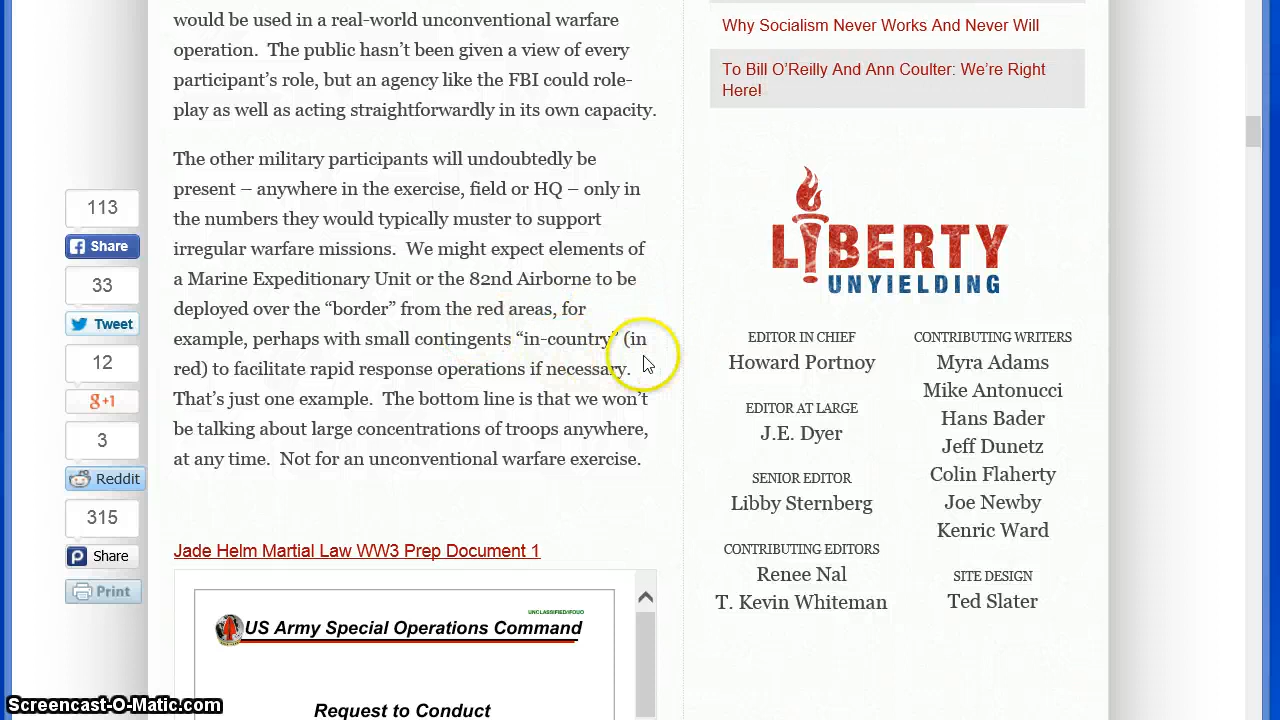 would be used in a real-world unconventional warfare
operation.  The public hasn't been given a view of every
participant's role, but an agency like the FBI could role-
play as well as acting straightforwardly in its own capacity.
The other military participants will undoubtedly be
present – anywhere in the exercise, field or HQ – only in
the numbers they would typically muster to support
irregular warfare missions.  We might expect elements of
a Marine Expeditionary Unit or the 82nd Airborne to be
deployed over the “border” from the red areas, for
example, perhaps with small contingents “in-country” (in
red) to facilitate rapid response operations if necessary.
That's just one example.  The bottom line is that we won't
be talking about large concentrations of troops anywhere,
at any time.  Not for an unconventional warfare exercise.
Jade Helm Martial Law WW3 Prep Document 1
UNCLASSIFIED//FOUO
US Army Special Operations Command
Request to Conduct
113
Share
33
Tweet
12
g+1
3
Reddit
315
Share
Print
Why Socialism Never Works And Never Will
To Bill O'Reilly And Ann Coulter: We're Right
Here!
LIBERTY
UNYIELDING
EDITOR IN CHIEF
Howard Portnoy
EDITOR AT LARGE
J.E. Dyer
SENIOR EDITOR
Libby Sternberg
CONTRIBUTING EDITORS
Renee Nal
T. Kevin Whiteman
CONTRIBUTING WRITERS
Myra Adams
Mike Antonucci
Hans Bader
Jeff Dunetz
Colin Flaherty
Joe Newby
Kenric Ward
SITE DESIGN
Ted Slater
Screencast-O-Matic.com